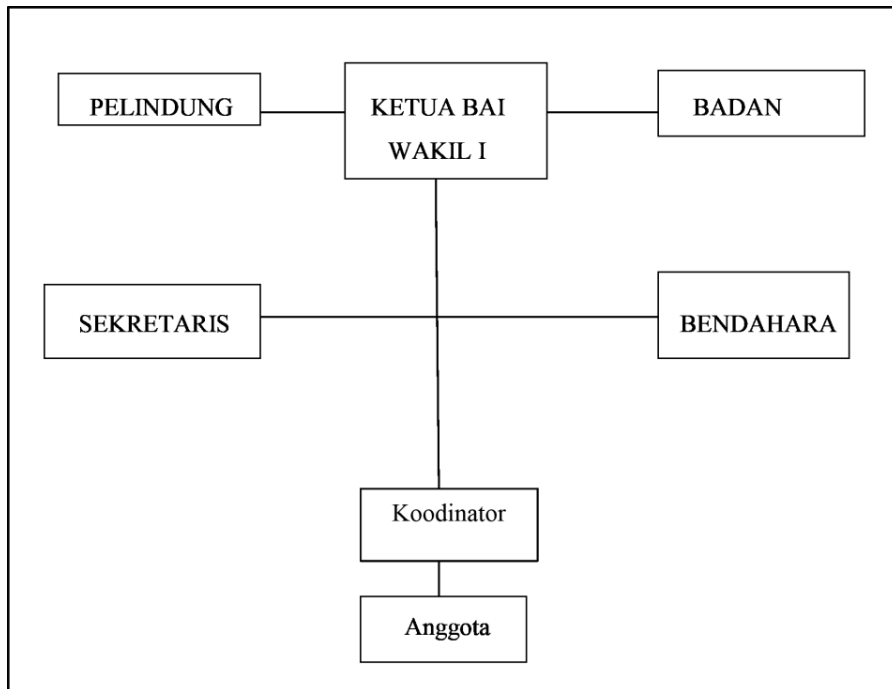 PELINDUNG
KETUA BAI
WAKIL I
BADAN
SEKRETARIS
BENDAHARA
Koodinator
Anggota